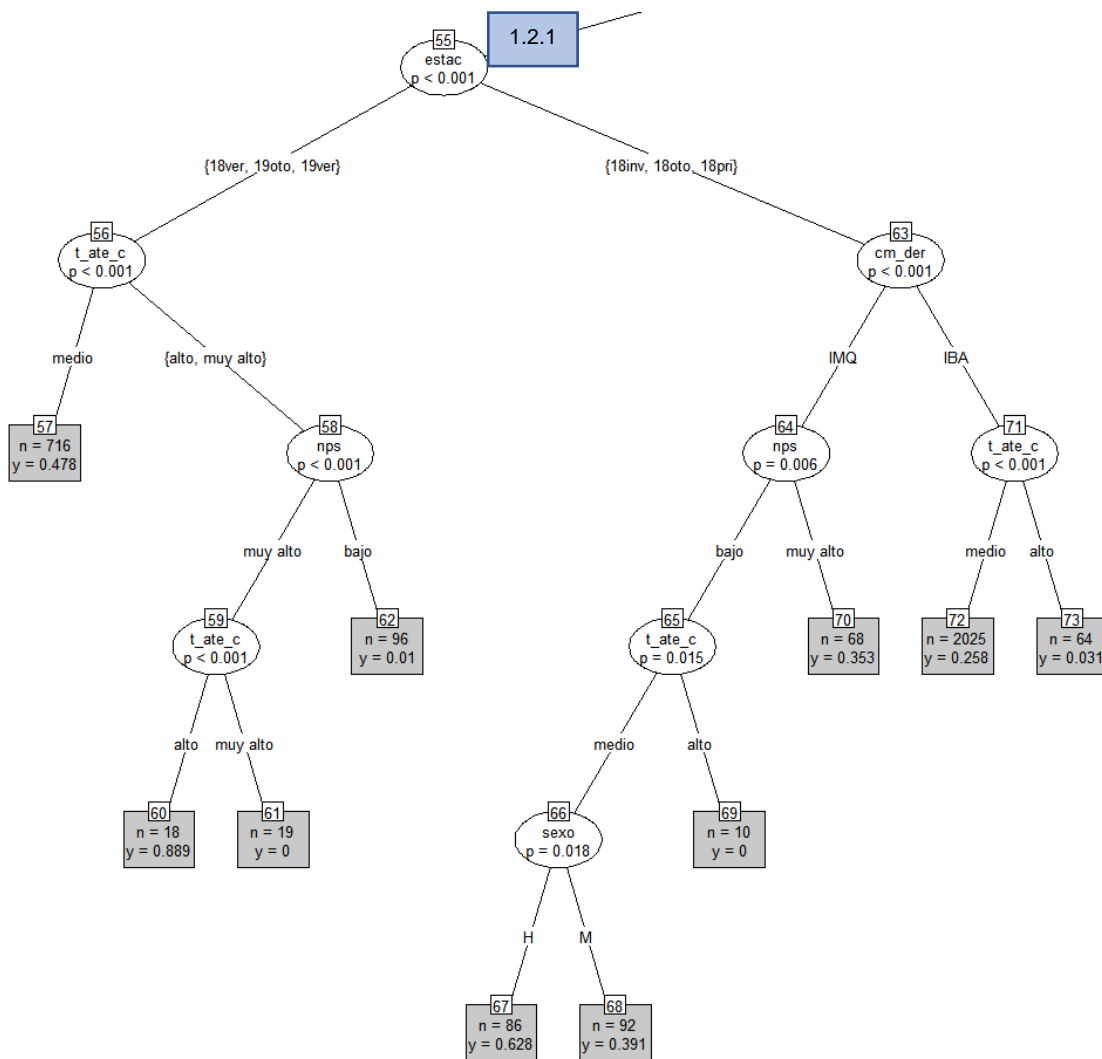 1.2.1
55
estac
p < 0.001
{18ver, 19oto, 19ver}
{18inv, 18oto, 18pri}
56
t_ate_c
p < 0.001
63
cm_der
p < 0.001
medio
{alto, muy alto}
IMQ
IBA
57
n = 716
y = 0.478
58
nps
p < 0.001
64
nps
p = 0.006
71
t_ate_c
p < 0.001
muy alto
bajo
bajo
muy alto
medio
alto
59
t_ate_c
p < 0.001
62
n = 96
y = 0.01
65
t_ate_c
p = 0.015
70
n = 68
y = 0.353
72
n = 2025
y = 0.258
73
n = 64
y = 0.031
alto
muy alto
medio
alto
60
n = 18
y = 0.889
61
n = 19
y = 0
66
sexo
p = 0.018
69
n = 10
y = 0
H
M
67
n = 86
y = 0.628
68
n = 92
y = 0.391